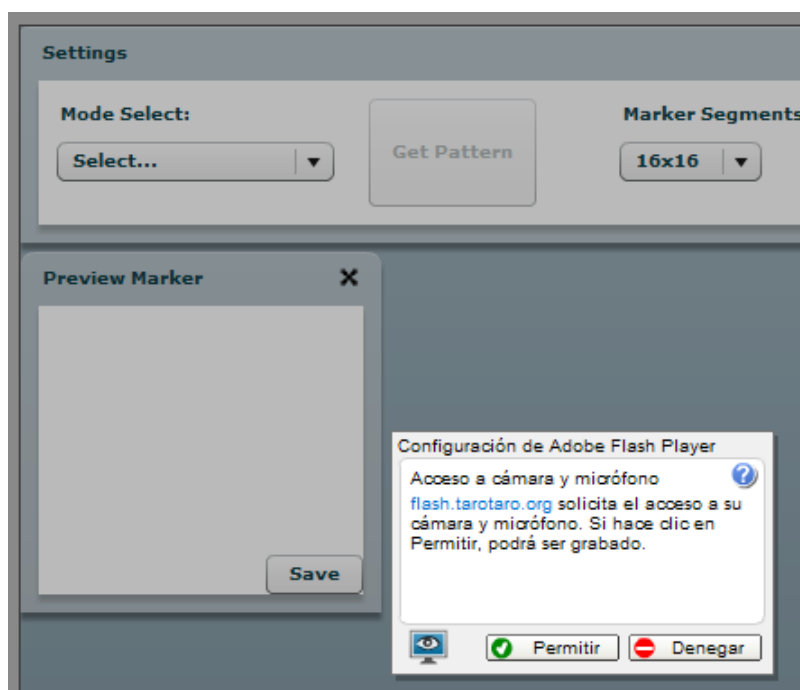 Settings
Mode Select:
Select...
Get Pattern
Marker Segments
16x16
Preview Marker
Save
Configuración de Adobe Flash Player
Acceso a cámara y micrófono
flash.tarotaro.org solicita el acceso a su
cámara y micrófono. Si hace clic en
Permitir, podrá ser grabado.
Permitir
Denegar